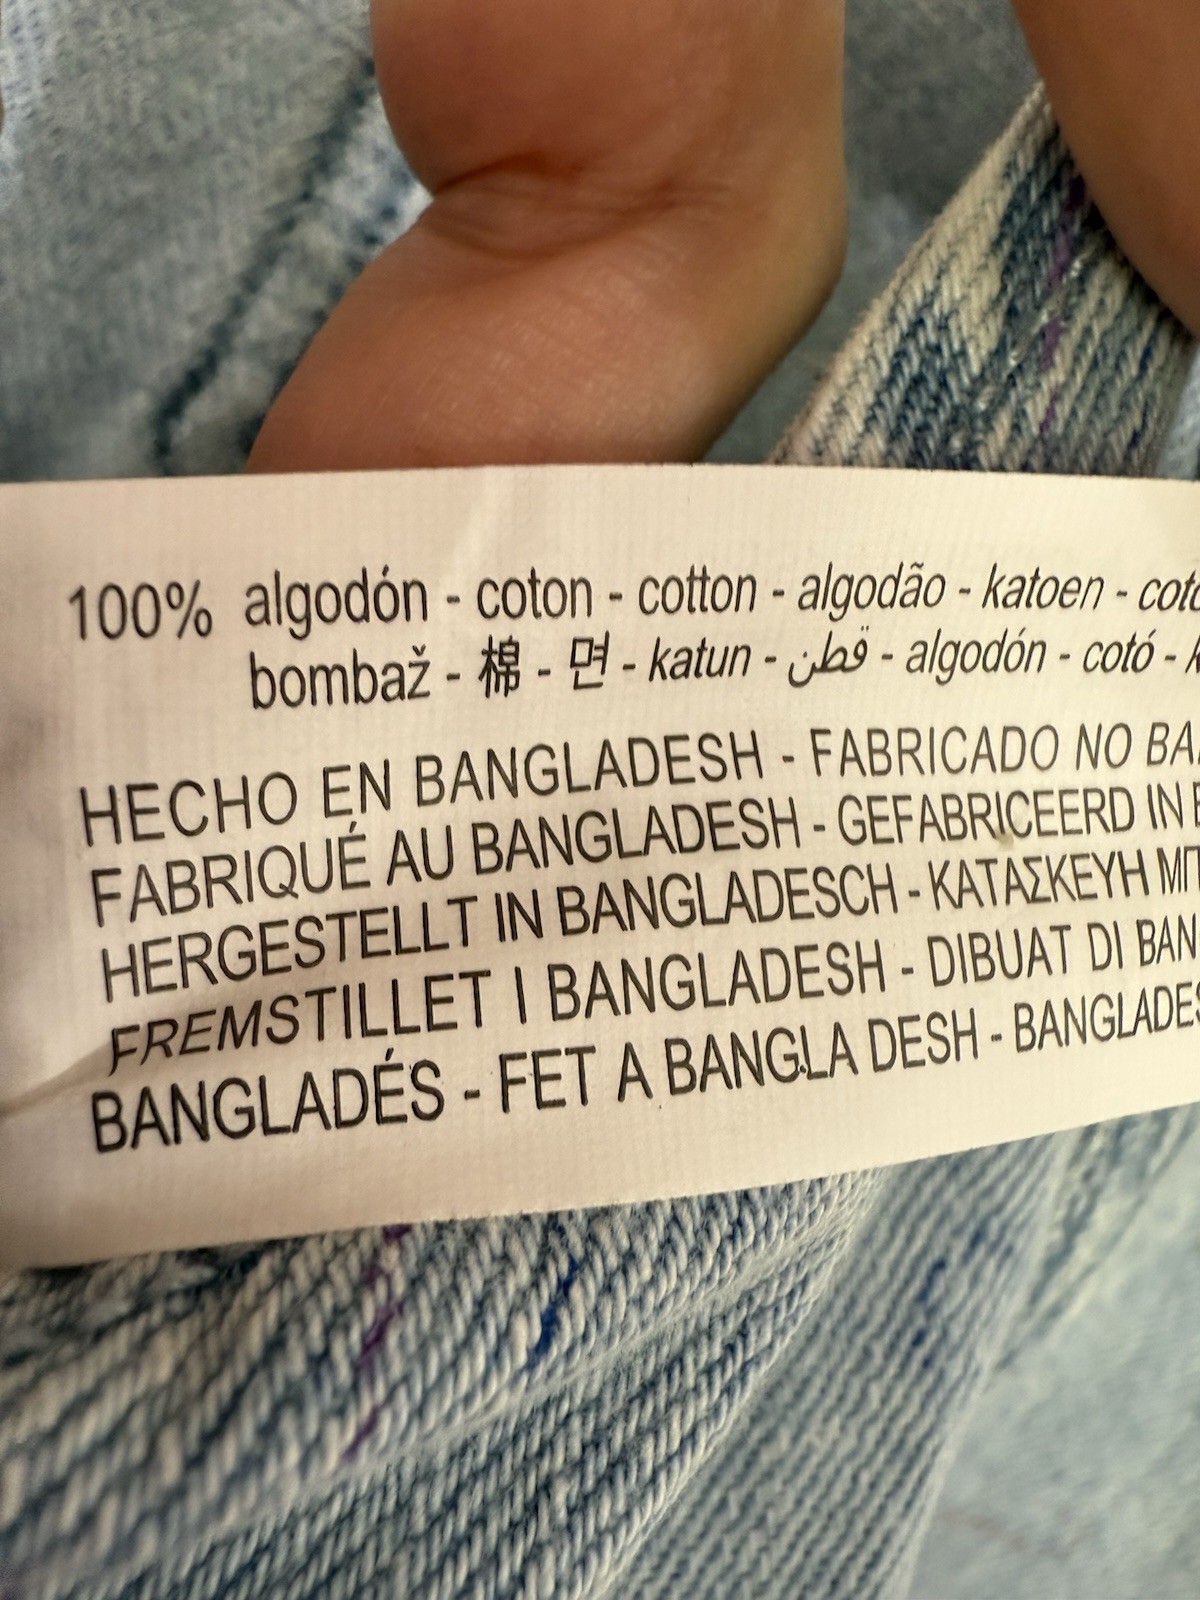 100% algodón - coton - cotton - algodão - katoen -
bombaž - 棉 - 면 - katun - قطن - algodón - cotó -
HECHO EN BANGLADESH - FABRICADO NO
FABRIQUÉ AU BANGLADESH - GEFABRICEERD IN
HERGESTELLT IN BANGLADESCH - ΚΑΤΑΣΚΕΥΗ
FREMSTILLET I BANGLADESH - DIBUAT DI
BANGLADÉS - FET A BANGLA DESH -